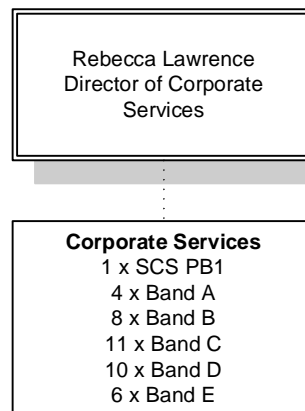 Rebecca Lawrence
Director of Corporate
Services
Corporate Services
1 x SCS PB1
4 x Band A
8 x Band B
11 x Band C
10 x Band D
6 x Band E